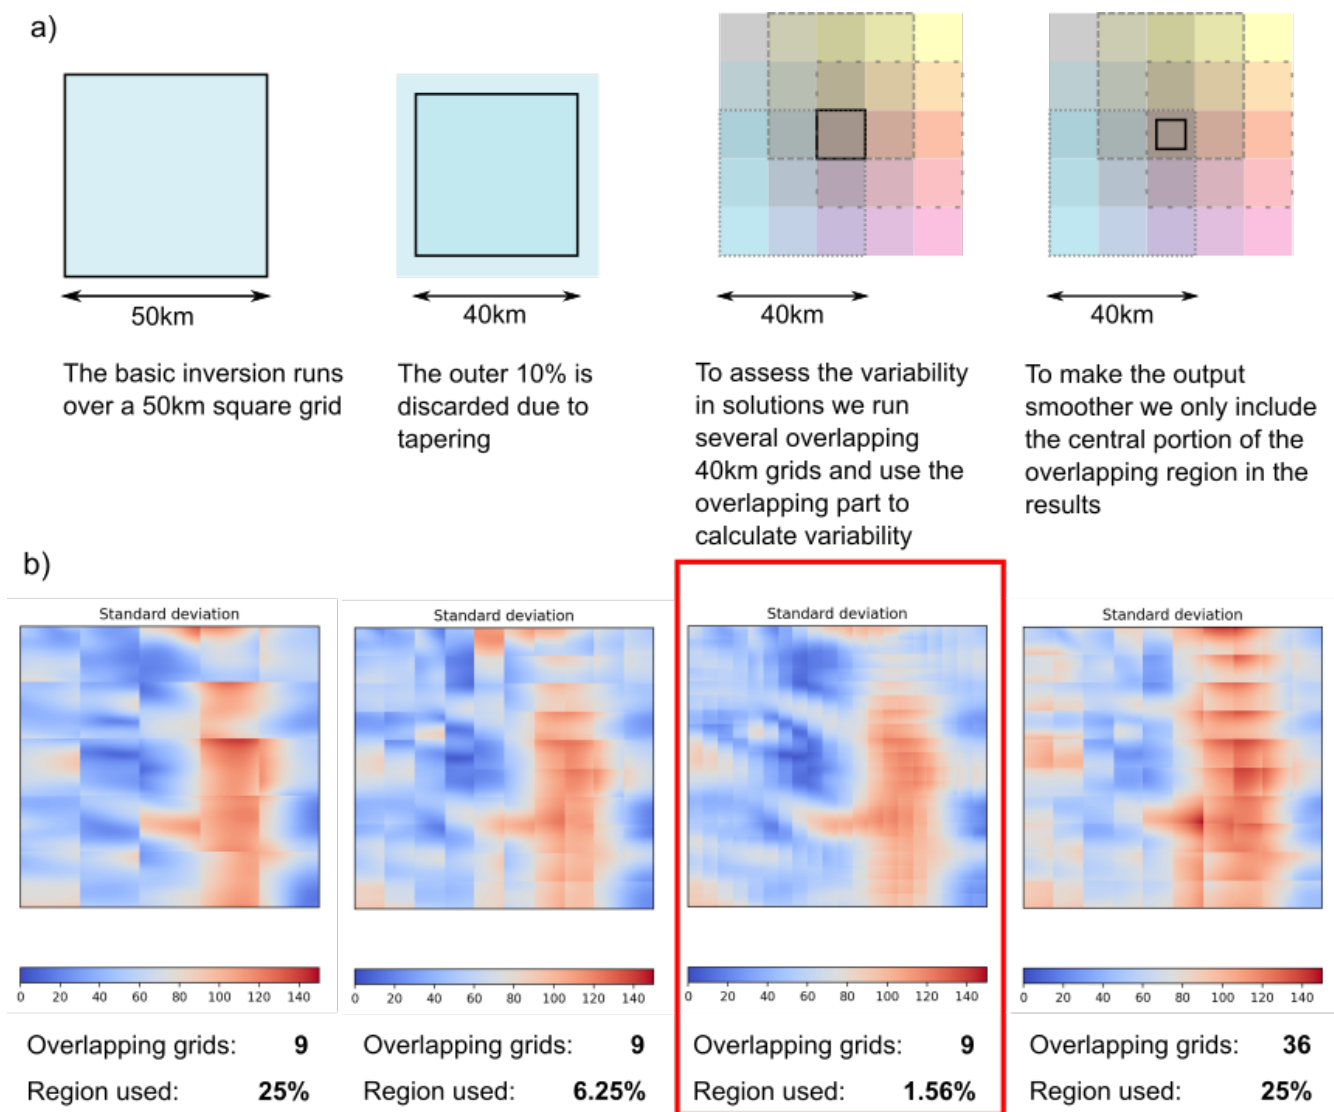 a)
50km
40km
40km
40km
The basic inversion runs
over a 50km square grid
The outer 10% is
discarded due to
tapering
To assess the variability
in solutions we run
several overlapping
40km grids and use the
overlapping part to
calculate variability
To make the output
smoother we only include
the central portion of the
overlapping region in the
results
b)
Standard deviation
0 20 40 60 80 100 120 140
Overlapping grids: 9
Region used: 25%
Standard deviation
0 20 40 60 80 100 120 140
Overlapping grids: 9
Region used: 6.25%
Standard deviation
0 20 40 60 80 100 120 140
Overlapping grids: 9
Region used: 1.56%
Standard deviation
0 20 40 60 80 100 120 140
Overlapping grids: 36
Region used: 25%